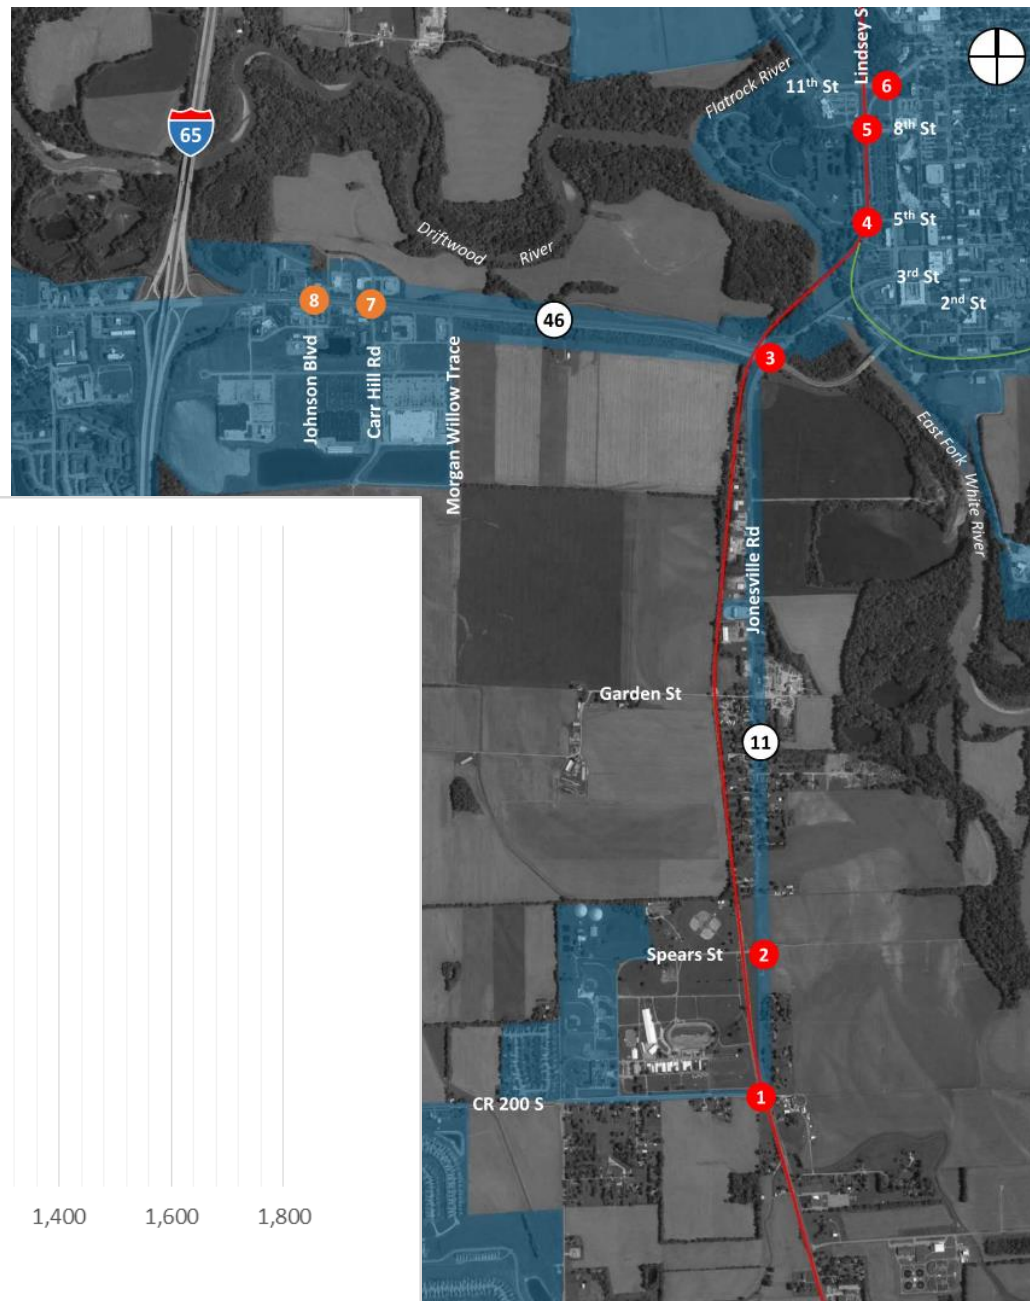 Lindsey S
6
11th St
Flatrock River
5
8th St
65
4
5th St
Driftwood
River
3rd St
2nd St
8
7
46
3
Johnson Blvd
Carr Hill Rd
Morgan Willow Trace
East Fork
White River
Jonesville Rd
Garden St
11
Spears St
2
CR 200 S
1
1,400
1,600
1,800